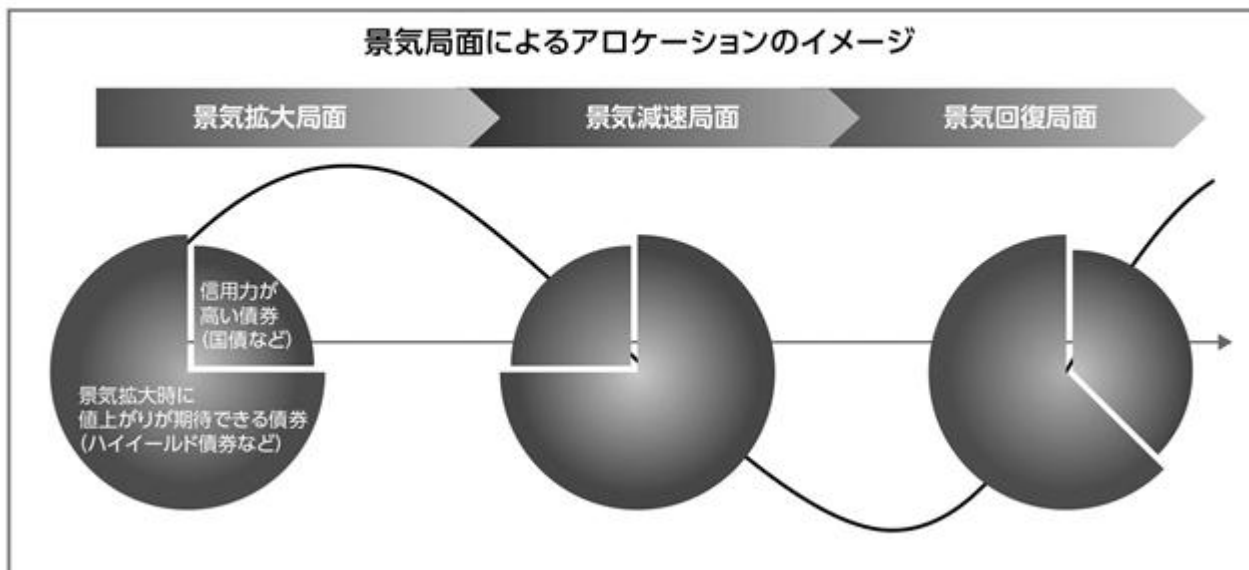 景気局面によるアロケーションのイメージ
景気拡大局面
景気減速局面
景気回復局面
信用力が
高い債券
(国債など)
景気拡大時に
値上がりが期待できる債券
(ハイイールド債券など)